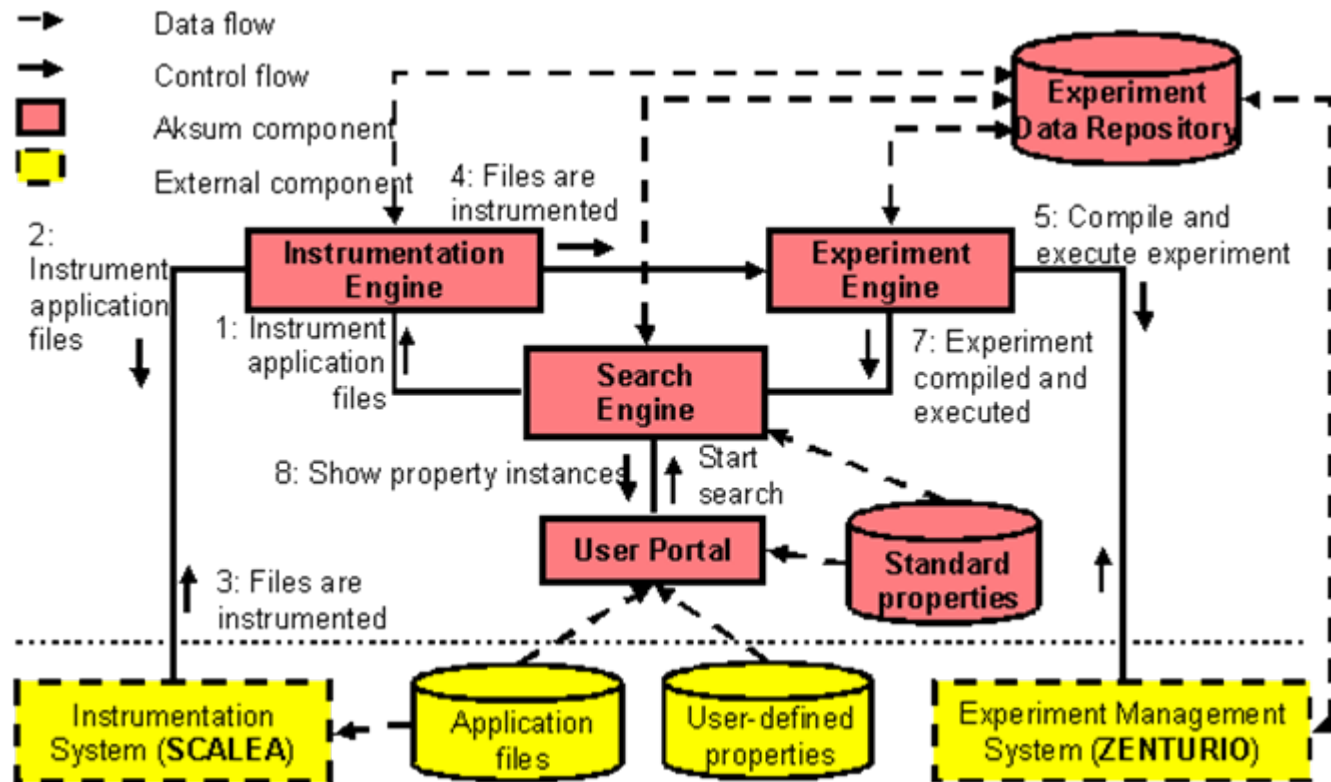 Data flow
Control flow
Aksum component
External component
Experiment
Data Repository
4: Files are
instrumented
2:
Instrument
application
files
Instrumentation
Engine
Experiment
Engine
5: Compile and
execute experiment
1: Instrument
application
files
Search
Engine
7: Experiment
compiled and
executed
8: Show property instances
Start
search
User Portal
Standard
properties
3: Files are
instrumented
Instrumentation
System (SCALEA)
Application
files
User-defined
properties
Experiment Management
System (ZENTURIO)